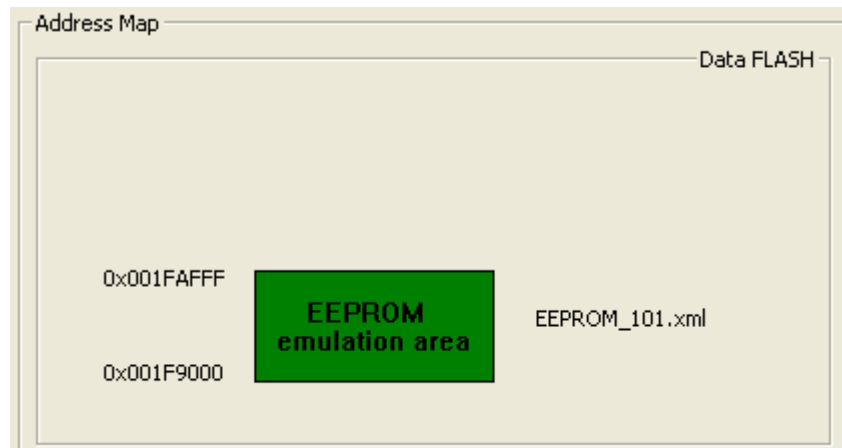 Address Map
Data FLASH
0x001FAFFF
EEPROM
emulation area
EEPROM_101.xml
0x001F9000